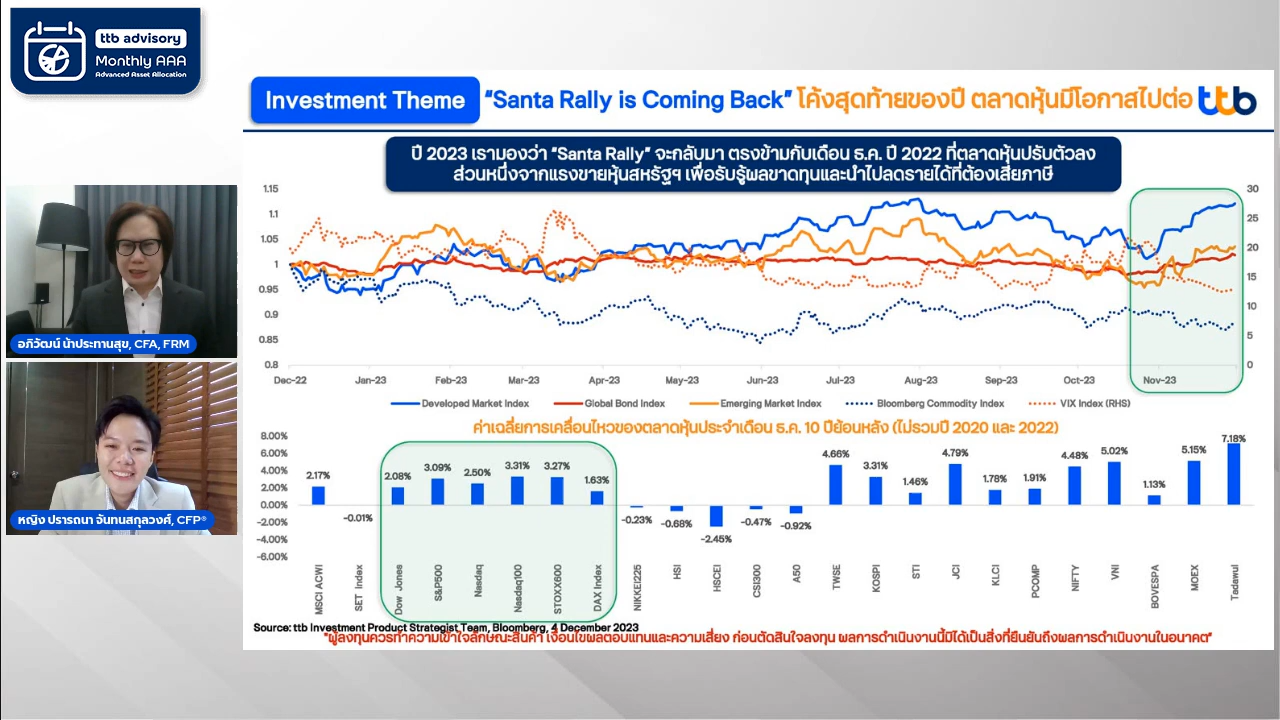 ttb advisory
Monthly AAA
Advanced Asset Allocation
Investment Theme
"Santa Rally is Coming Back" โค้งสุดท้ายของปี ตลาดหุ้นมีโอกาสไปต่อ
ttb
ปี 2023 เรามองว่า "Santa Rally" จะกลับมา ตรงข้ามกับเดือน ธ.ค. ปี 2022 ที่ตลาดหุ้นปรับตัวลง
ส่วนหนึ่งจากแรงขายหุ้นสหรัฐฯ เพื่อรับรู้ผลขาดทุนและนำไปลดรายได้ที่ต้องเสียภาษี
1.15
1.1
1.05
1
0.95
0.9
0.85
0.8
30
25
20
15
10
5
0
Dec-22 Jan-23 Feb-23 Mar-23 Apr-23 May-23 Jun-23 Jul-23 Aug-23 Sep-23 Oct-23 Nov-23
Developed Market Index Global Bond Index Emerging Market Index Bloomberg Commodity Index VIX Index (RHS)
ค่าเฉลี่ยการเคลื่อนไหวของตลาดหุ้นประจำเดือน ธ.ค. 10 ปีย้อนหลัง (ไม่รวมปี 2020 และ 2022)
8.00%
6.00%
4.00%
2.00%
0.00%
-2.00%
-4.00%
-6.00%
2.17% -0.01% 2.08% 3.09% 2.50% 3.31% 3.27% 1.63% -0.23% -0.68% -2.45% -0.47% -0.92% 4.66% 3.31% 1.46% 4.79% 1.78% 1.91% 4.48% 5.02% 1.13% 5.15% 7.18%
MSCI ACWI SET Index Dow Jones S&P500 Nasdaq Nasdaq100 STOXX600 DAX Index NIKKEI225 HSI HSCEI CSI300 A50 TWSE KOSPI STI JCI KLCI PCOMP NIFTY VNI BOVESPA MOEX Tadawul
Source: ttb Investment Product Strategist Team, Bloomberg, 4 December 2023
"ผู้ลงทุนควรทำความเข้าใจลักษณะสินค้า เงื่อนไขผลตอบแทนและความเสี่ยง ก่อนตัดสินใจลงทุน ผลการดำเนินงานนี้มิได้เป็นสิ่งที่ยืนยันถึงผลการดำเนินงานในอนาคต"
อภิวัฒน์ น้าประทานสุข, CFA, FRM
หญิง ปรารถนา จันทนสกุลวงศ์, CFP®